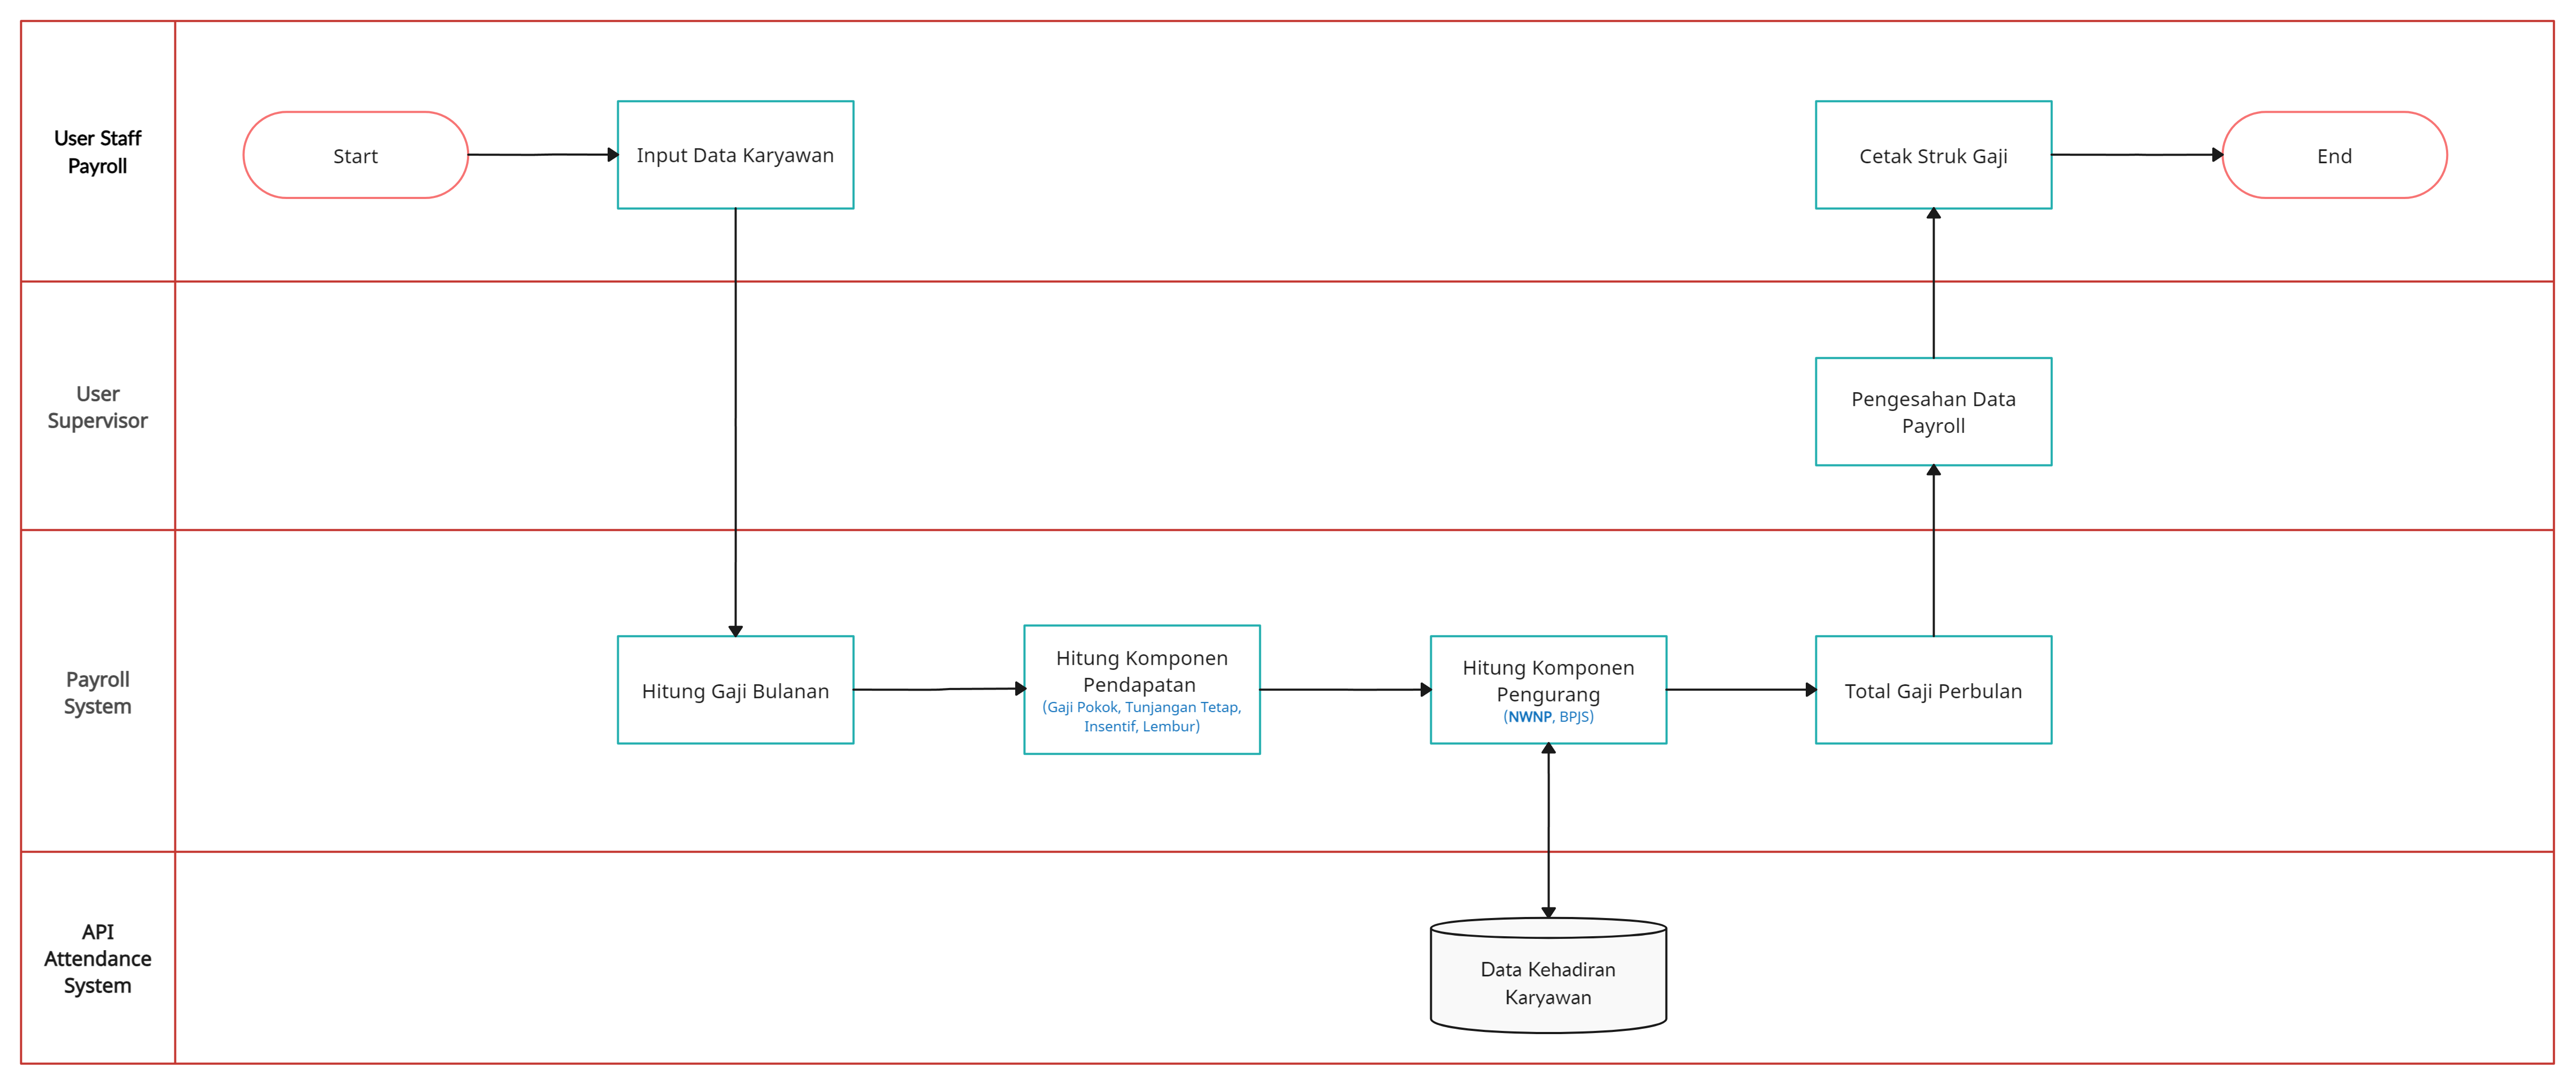 User Staff
Payroll
Start
Input Data Karyawan
Cetak Struk Gaji
End
User
Supervisor
Pengesahan Data
Payroll
Payroll
System
Hitung Gaji Bulanan
Hitung Komponen
Pendapatan
(Gaji Pokok, Tunjangan Tetap,
Insentif, Lembur)
Hitung Komponen
Pengurang
(NWNP, BPJS)
Total Gaji Perbulan
API
Attendance
System
Data Kehadiran
Karyawan